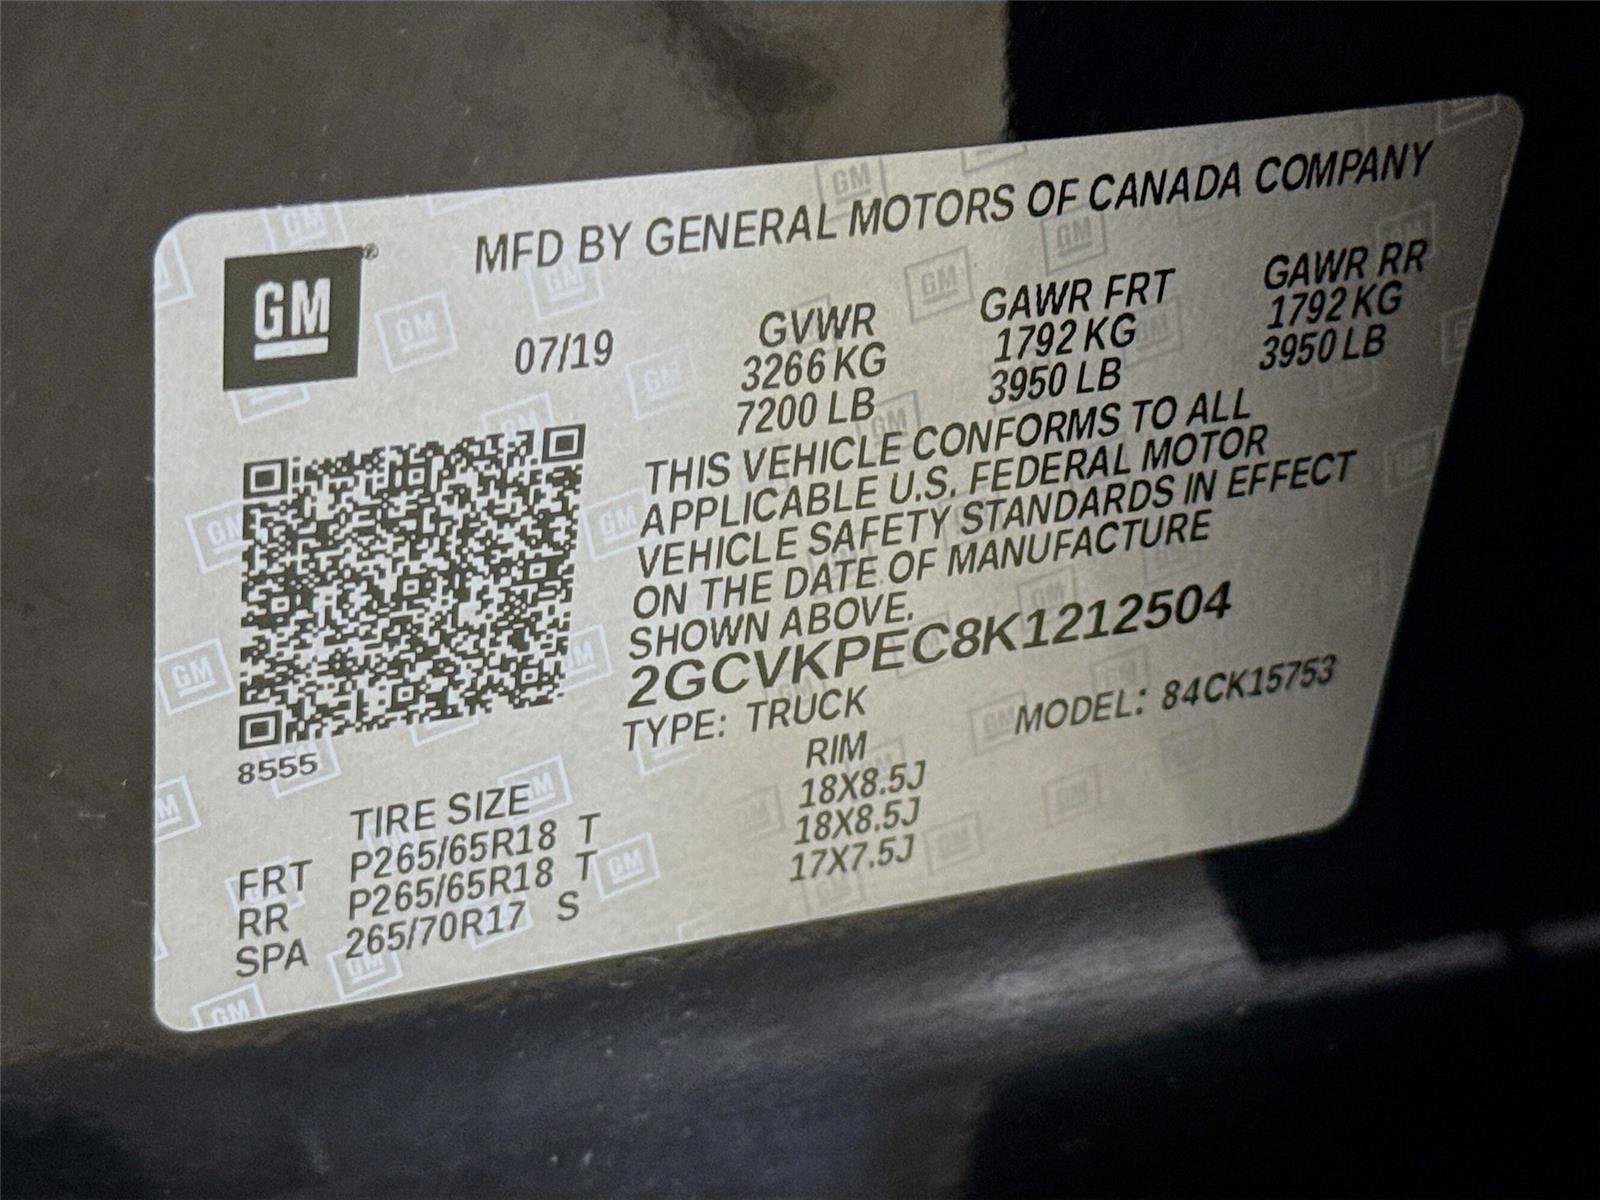 MFD BY GENERAL MOTORS OF CANADA COMPANY
GM®
07/19
GVWR GAWR FRT GAWR RR
3266 KG 1792 KG 1792 KG
7200 LB 3950 LB 3950 LB
THIS VEHICLE CONFORMS TO ALL
APPLICABLE U.S. FEDERAL MOTOR
VEHICLE SAFETY STANDARDS IN EFFECT
ON THE DATE OF MANUFACTURE
SHOWN ABOVE.
2GCVKPEC8K1212504
TYPE: TRUCK MODEL: 84CK15753
8555
TIRE SIZE RIM
FRT P265/65R18 T 18X8.5J
RR P265/65R18 T 18X8.5J
SPA 265/70R17 S 17X7.5J